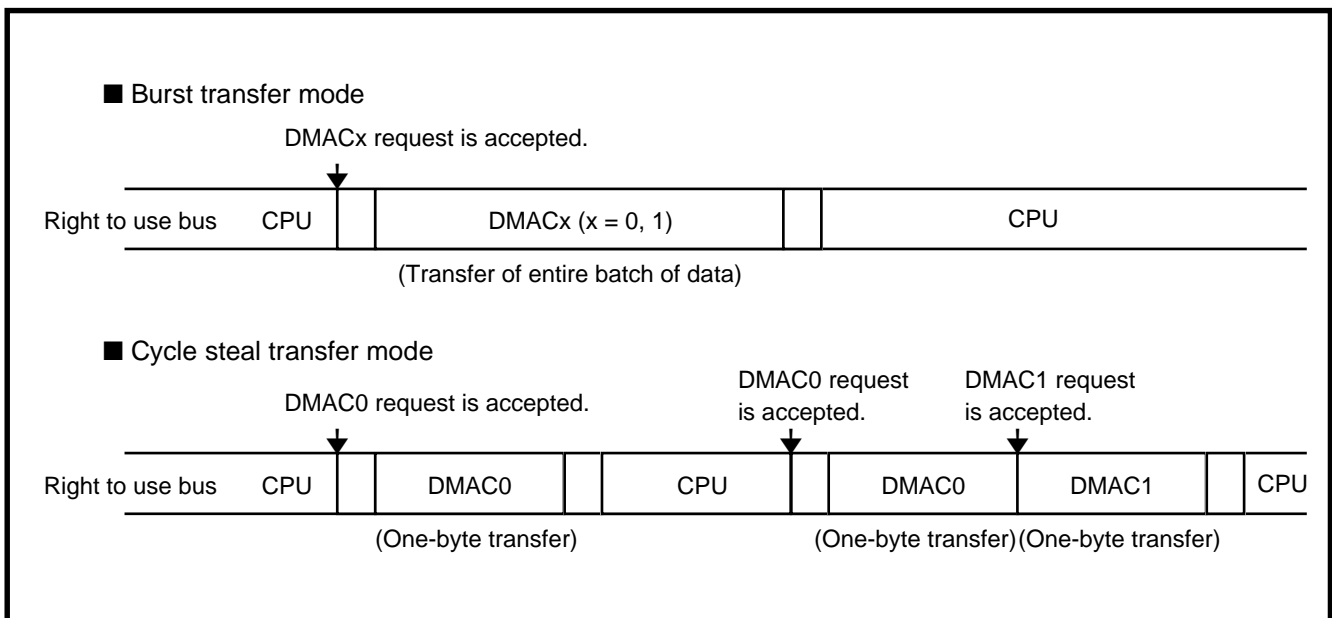 ■ Burst transfer mode
DMACx request is accepted.
Right to use bus CPU DMACx (x = 0, 1) CPU
(Transfer of entire batch of data)
■ Cycle steal transfer mode
DMAC0 request is accepted.
DMAC0 request
is accepted.
DMAC1 request
is accepted.
Right to use bus CPU DMAC0 CPU DMAC0 DMAC1 CPU
(One-byte transfer) (One-byte transfer) (One-byte transfer)